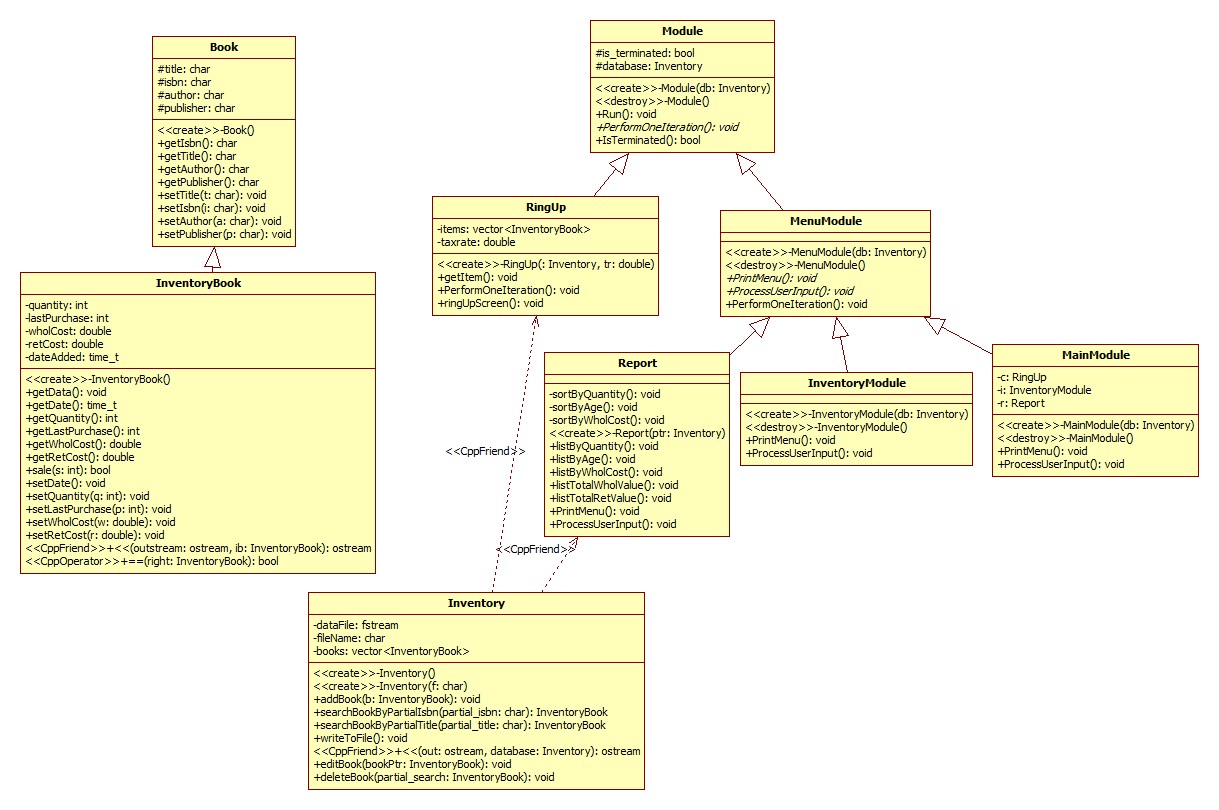 Book
#title: char
#isbn: char
#author: char
#publisher: char
<<create>>-Book()
+getIsbn(): char
+getTitle(): char
+getAuthor(): char
+getPublisher(): char
+setTitle(t: char): void
+setIsbn(i: char): void
+setAuthor(a: char): void
+setPublisher(p: char): void
Module
#is_terminated: bool
#database: Inventory
<<create>>-Module(db: Inventory)
<<destroy>>-Module()
+Run(): void
+PerformOneIteration(): void
+IsTerminated(): bool
RingUp
-items: vector<InventoryBook>
-taxrate: double
<<create>>-RingUp(: Inventory, tr: double)
+getItem(): void
+PerformOneIteration(): void
+ringUpScreen(): void
MenuModule
<<create>>-MenuModule(db: Inventory)
<<destroy>>-MenuModule()
+PrintMenu(): void
+ProcessUserInput(): void
+PerformOneIteration(): void
InventoryBook
-quantity: int
-lastPurchase: int
-wholCost: double
-retCost: double
-dateAdded: time_t
<<create>>-InventoryBook()
+getData(): void
+getDate(): time_t
+getQuantity(): int
+getLastPurchase(): int
+getWholCost(): double
+getRetCost(): double
+sale(s: int): bool
+setDate(): void
+setQuantity(q: int): void
+setLastPurchase(p: int): void
+setWholCost(w: double): void
+setRetCost(r: double): void
<<CppFriend>>+<<(outstream: ostream, ib: InventoryBook): ostream
<<CppOperator>>+==(right: InventoryBook): bool
Report
-sortByQuantity(): void
-sortByAge(): void
-sortByWholCost(): void
<<create>>-Report(ptr: Inventory)
+listByQuantity(): void
+listByAge(): void
+listByWholCost(): void
+listTotalWholValue(): void
+listTotalRetValue(): void
+PrintMenu(): void
+ProcessUserInput(): void
InventoryModule
<<create>>-InventoryModule(db: Inventory)
<<destroy>>-InventoryModule()
+PrintMenu(): void
+ProcessUserInput(): void
MainModule
-c: RingUp
-i: InventoryModule
-r: Report
<<create>>-MainModule(db: Inventory)
<<destroy>>-MainModule()
+PrintMenu(): void
+ProcessUserInput(): void
<<CppFriend>>
<<CppFriend>>
Inventory
-dataFile: fstream
-fileName: char
-books: vector<InventoryBook>
<<create>>-Inventory()
<<create>>-Inventory(f: char)
+addBook(b: InventoryBook): void
+searchBookByPartialIsbn(partial_isbn: char): InventoryBook
+searchBookByPartialTitle(partial_title: char): InventoryBook
+writeToFile(): void
<<CppFriend>>+<<(out: ostream, database: Inventory): ostream
+editBook(bookPtr: InventoryBook): void
+deleteBook(partial_search: InventoryBook): void